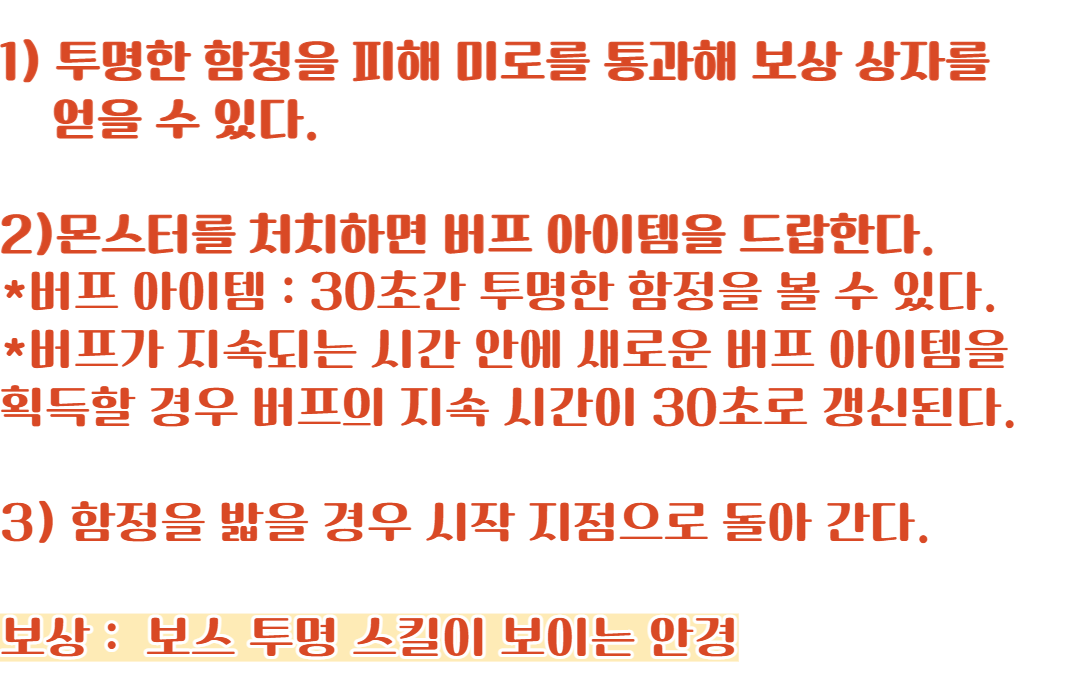 1) 투명한 함정을 피해 미로를 통과해 보상 상자를
얻을 수 있다.
2)몬스터를 처치하면 버프 아이템을 드랍한다.
*버프 아이템 : 30초간 투명한 함정을 볼 수 있다.
*버프가 지속되는 시간 안에 새로운 버프 아이템을
획득할 경우 버프의 지속 시간이 30초로 갱신된다.
3) 함정을 밟을 경우 시작 지점으로 돌아 간다.
보상 : 보스 투명 스킬이 보이는 안경